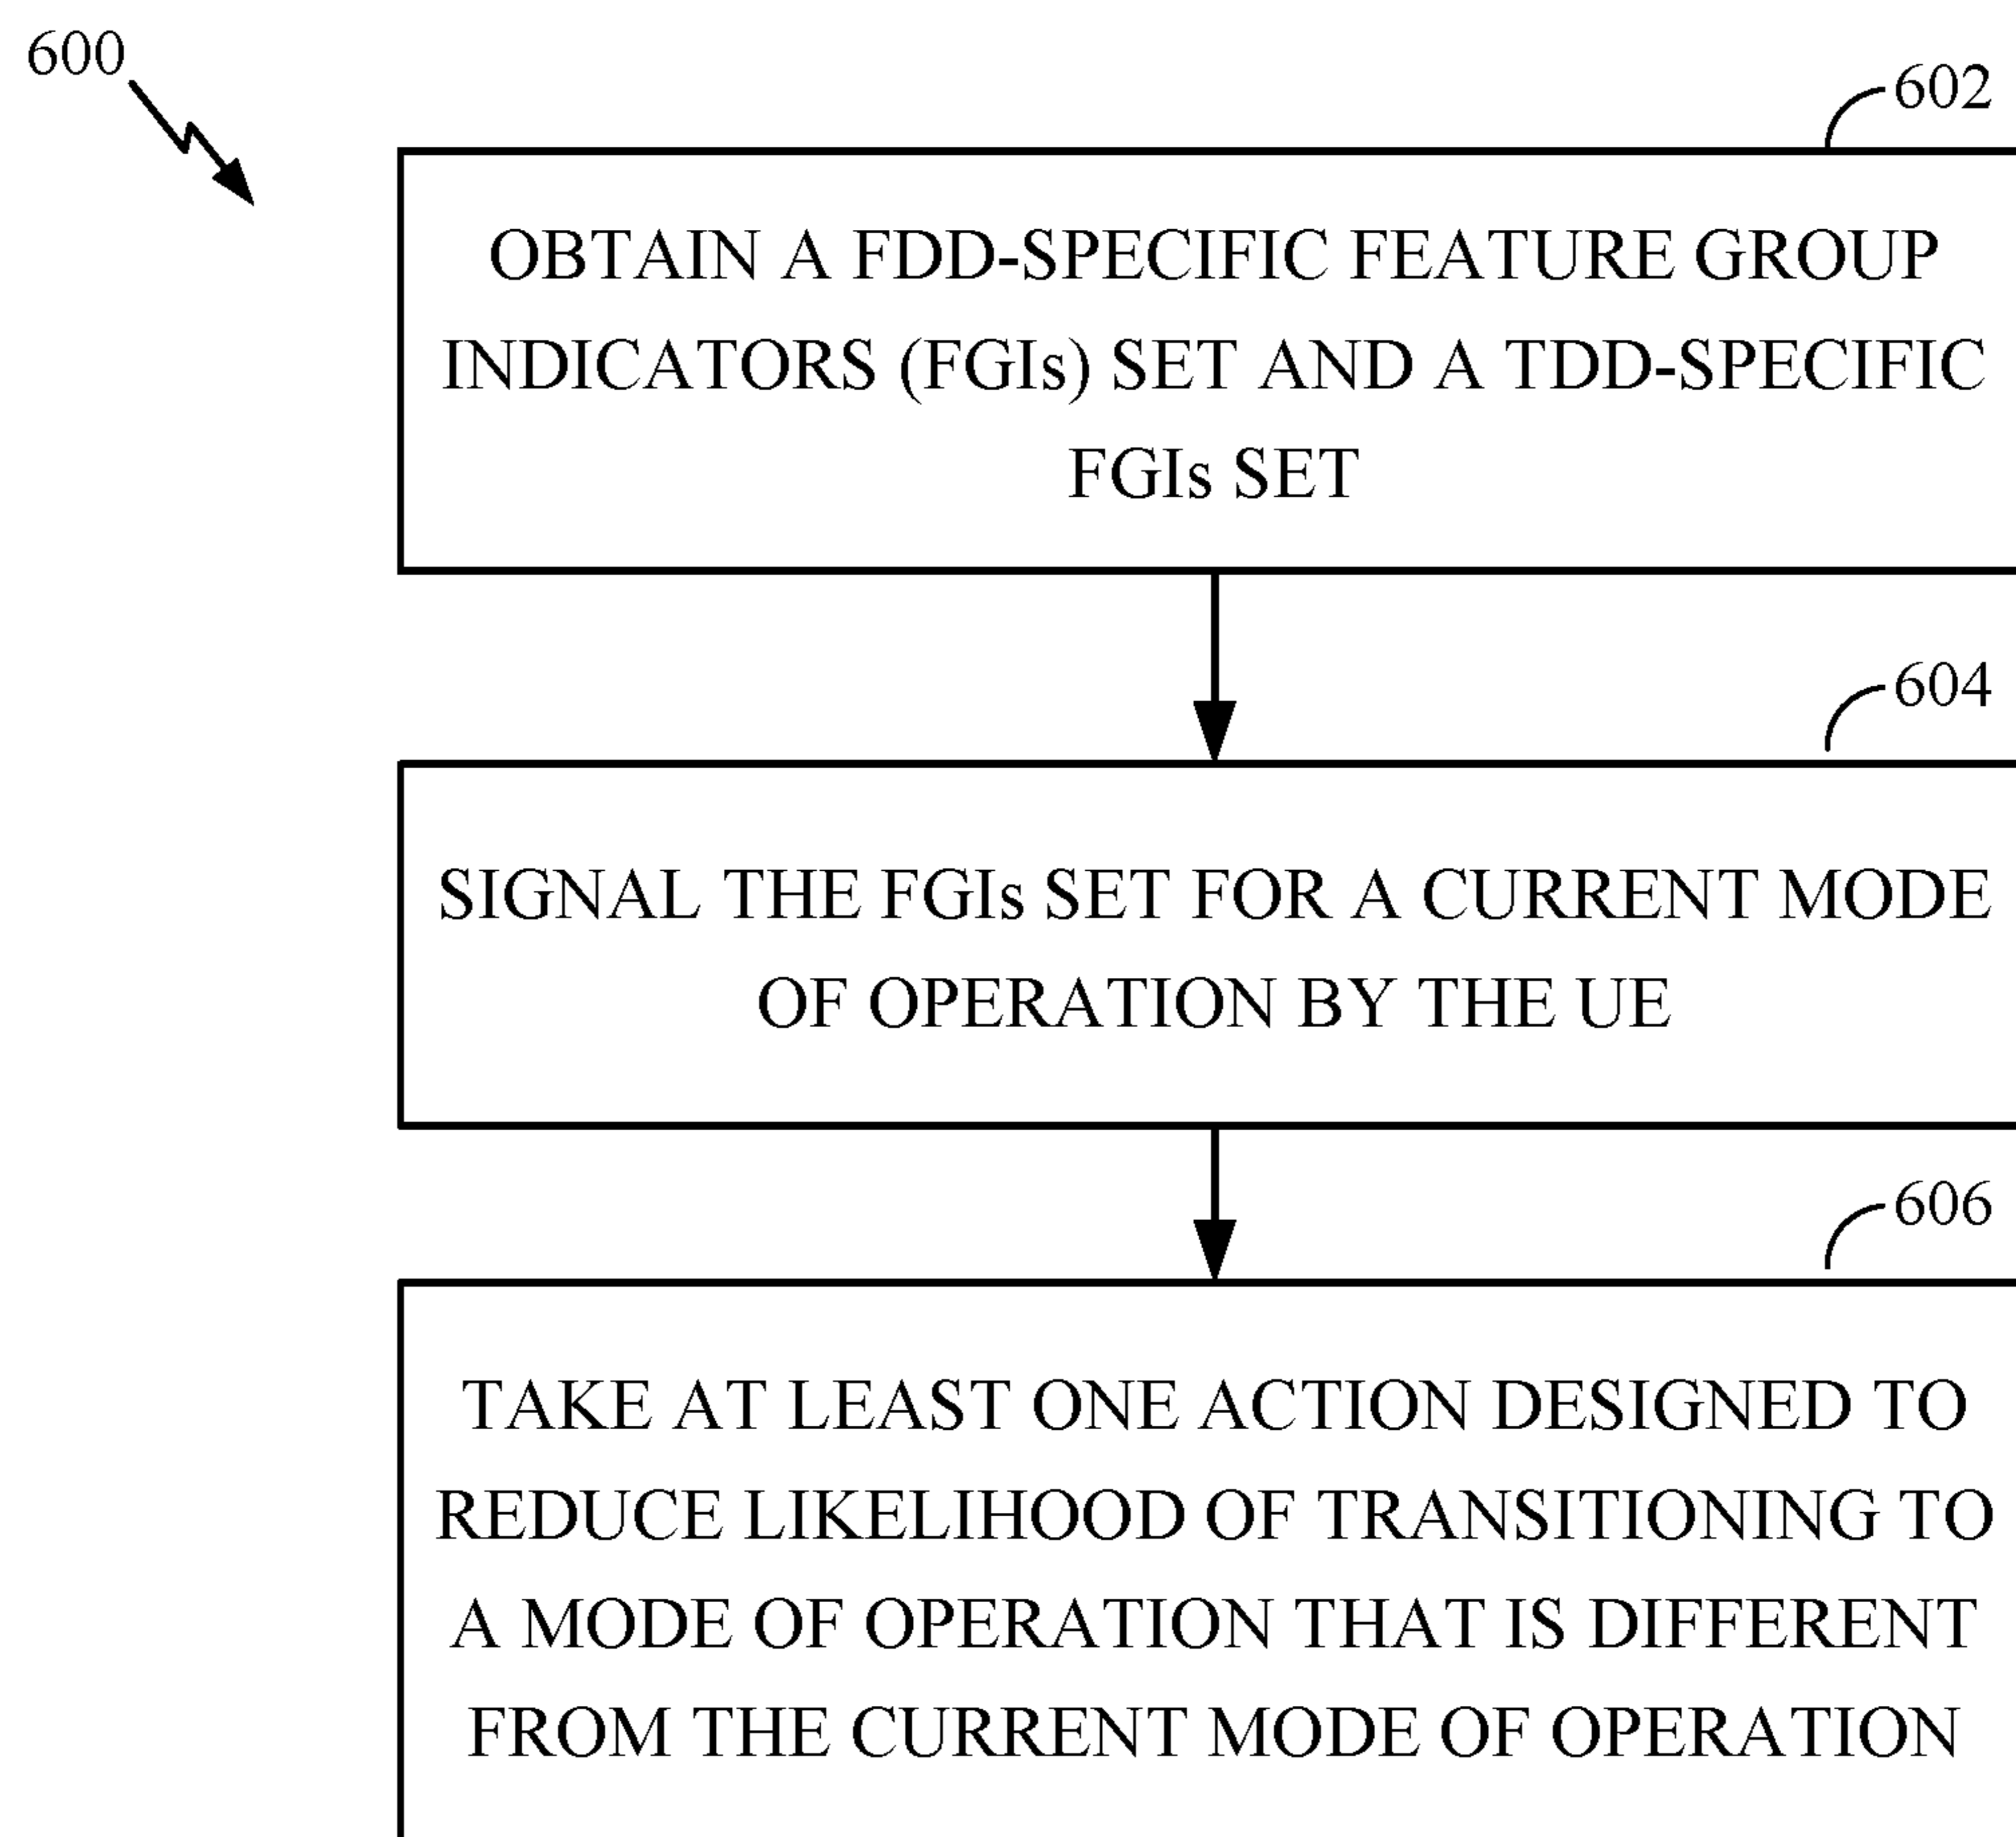 600
602
OBTAIN A FDD-SPECIFIC FEATURE GROUP
INDICATORS (FGIs) SET AND A TDD-SPECIFIC
FGIs SET
604
SIGNAL THE FGIs SET FOR A CURRENT MODE
OF OPERATION BY THE UE
606
TAKE AT LEAST ONE ACTION DESIGNED TO
REDUCE LIKELIHOOD OF TRANSITIONING TO
A MODE OF OPERATION THAT IS DIFFERENT
FROM THE CURRENT MODE OF OPERATION